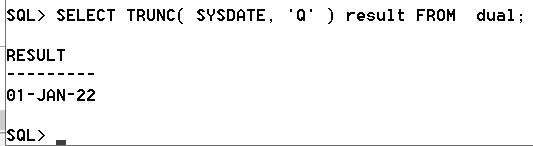 SQL> SELECT TRUNC( SYSDATE, 'Q' ) result FROM  dual;
RESULT
---------
01-JAN-22
SQL>